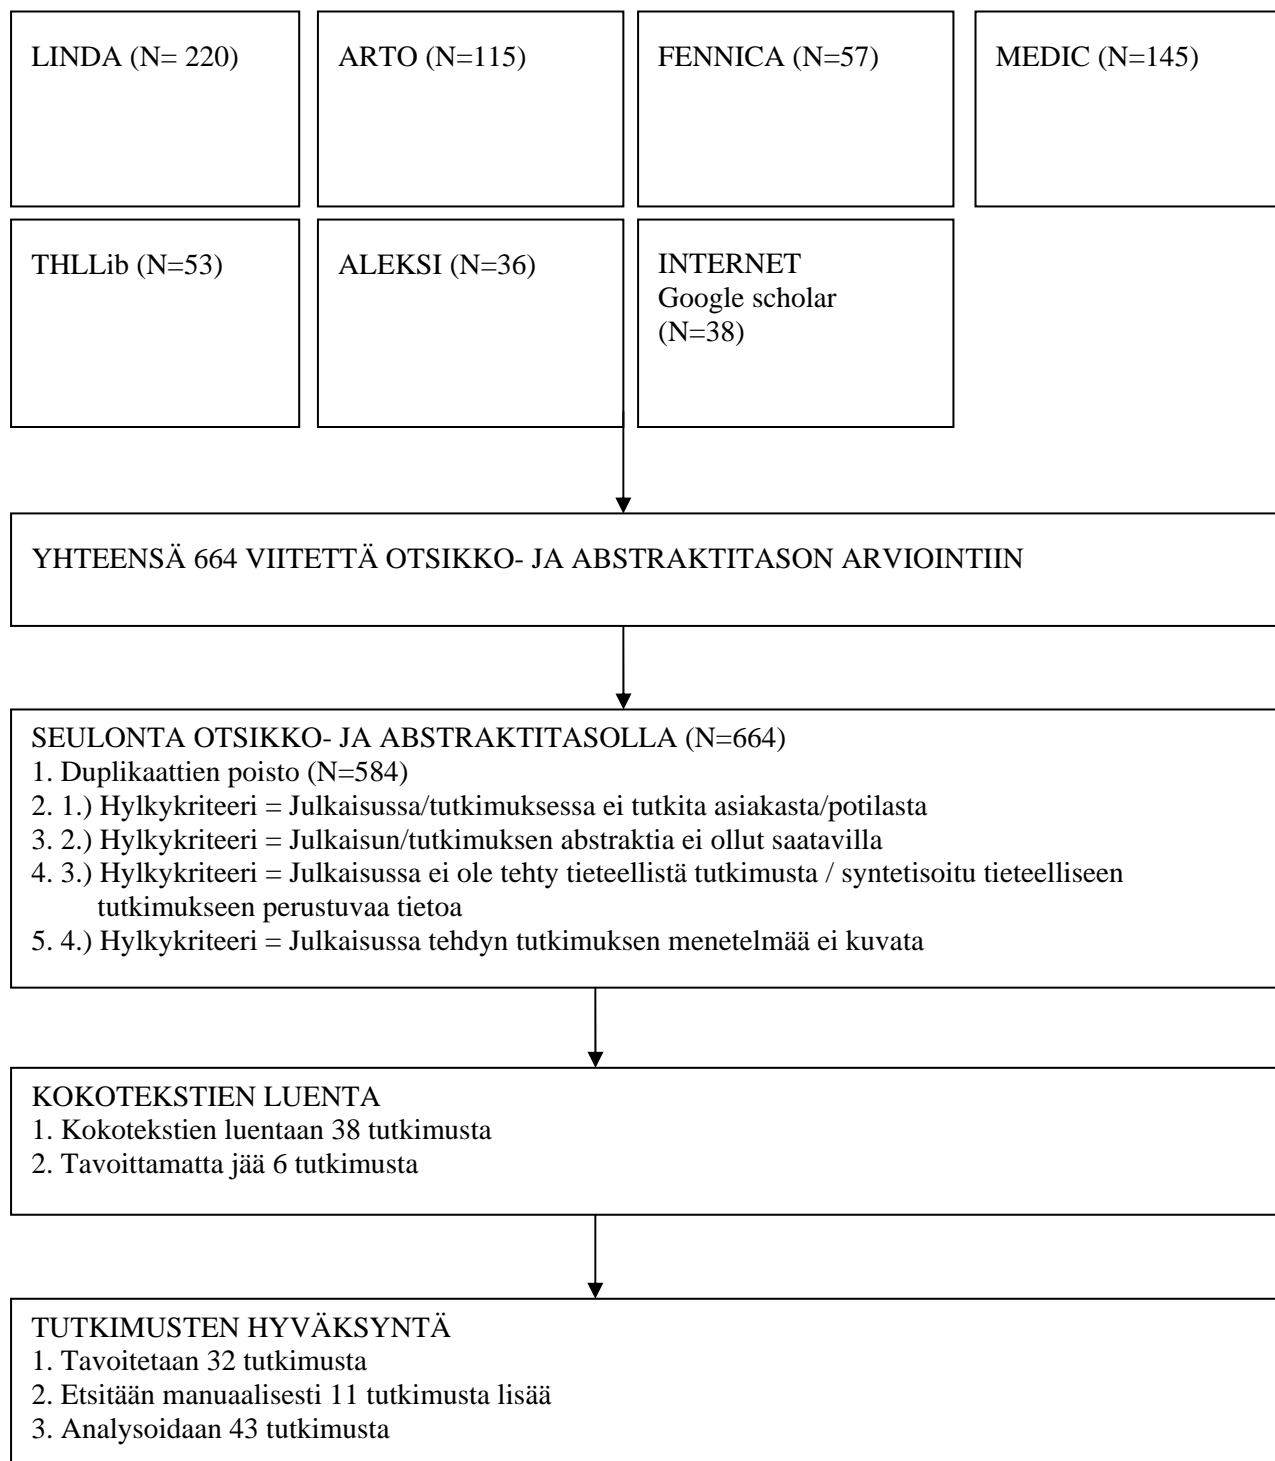 LINDA (N= 220)
ARTO (N=115)
FENNICA (N=57)
MEDIC (N=145)
THLLib (N=53)
ALEKSI (N=36)
INTERNET
Google scholar
(N=38)
YHTEENSÄ 664 VIITETTÄ OTSIKKO- JA ABSTRAKTITASON ARVIOINTIIN
SEULONTA OTSIKKO- JA ABSTRAKTITASOLLA (N=664)
1. Duplikaattien poisto (N=584)
2. 1.) Hylkykriteeri = Julkaisussa/tutkimuksessa ei tutkita asiakasta/potilasta
3. 2.) Hylkykriteeri = Julkaisun/tutkimuksen abstraktia ei ollut saatavilla
4. 3.) Hylkykriteeri = Julkaisussa ei ole tehty tieteellistä tutkimusta / syntetisoitu tieteelliseen
tutkimukseen perustuvaa tietoa
5. 4.) Hylkykriteeri = Julkaisussa tehdyn tutkimuksen menetelmää ei kuvata
KOKOTEKSTIEN LUENTA
1. Kokotekstien luentaan 38 tutkimusta
2. Tavoittamatta jää 6 tutkimusta
TUTKIMUSTEN HYVÄKSYNTÄ
1. Tavoitetaan 32 tutkimusta
2. Etsitään manuaalisesti 11 tutkimusta lisää
3. Analysoidaan 43 tutkimusta